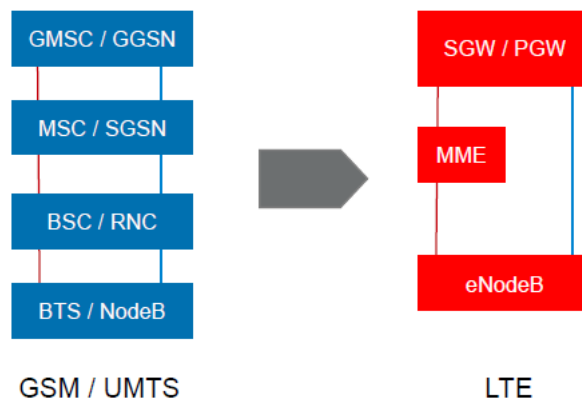 GMSC / GGSN
MSC / SGSN
BSC / RNC
BTS / NodeB
GSM / UMTS
SGW / PGW
MME
eNodeB
LTE